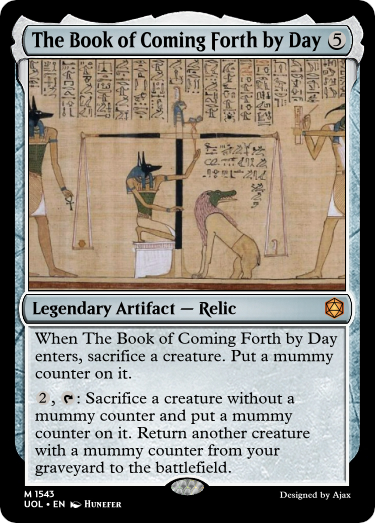 The Book of Coming Forth by Day 5
Legendary Artifact — Relic
When The Book of Coming Forth by Day
enters, sacrifice a creature. Put a mummy
counter on it.
2, T: Sacrifice a creature without a
mummy counter and put a mummy
counter on it. Return another creature
with a mummy counter from your
graveyard to the battlefield.
M 1543
UOL • EN HUNEFER
Designed by Ajax